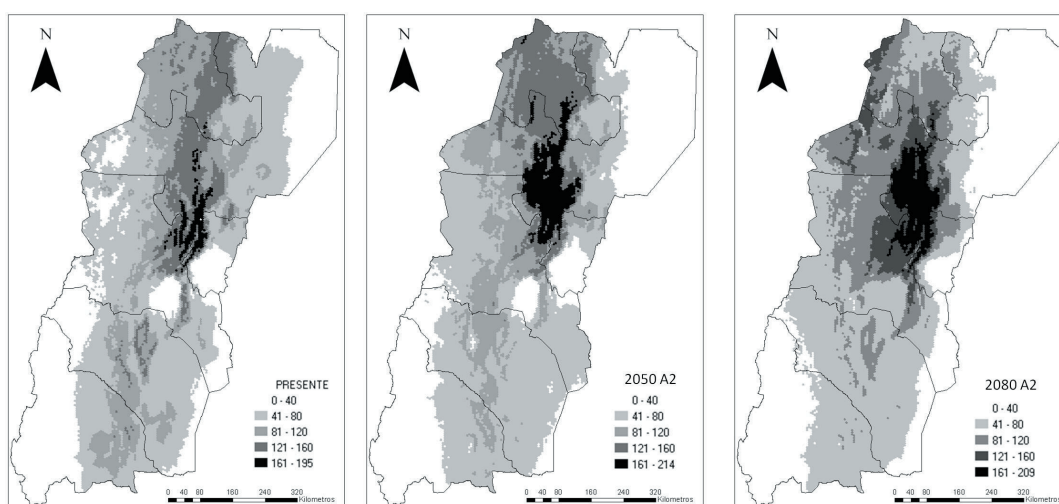 N
PRESENTE
0 - 40
41 - 80
81 - 120
121 - 160
161 - 195
0 40 80 160 240 320
Kilometros
N
2050 A2
0 - 40
41 - 80
81 - 120
121 - 160
161 - 214
0 40 80 160 240 320
Kilometros
N
2080 A2
0 - 40
41 - 80
81 - 120
121 - 160
161 - 209
0 40 80 160 240 320
Kilometros